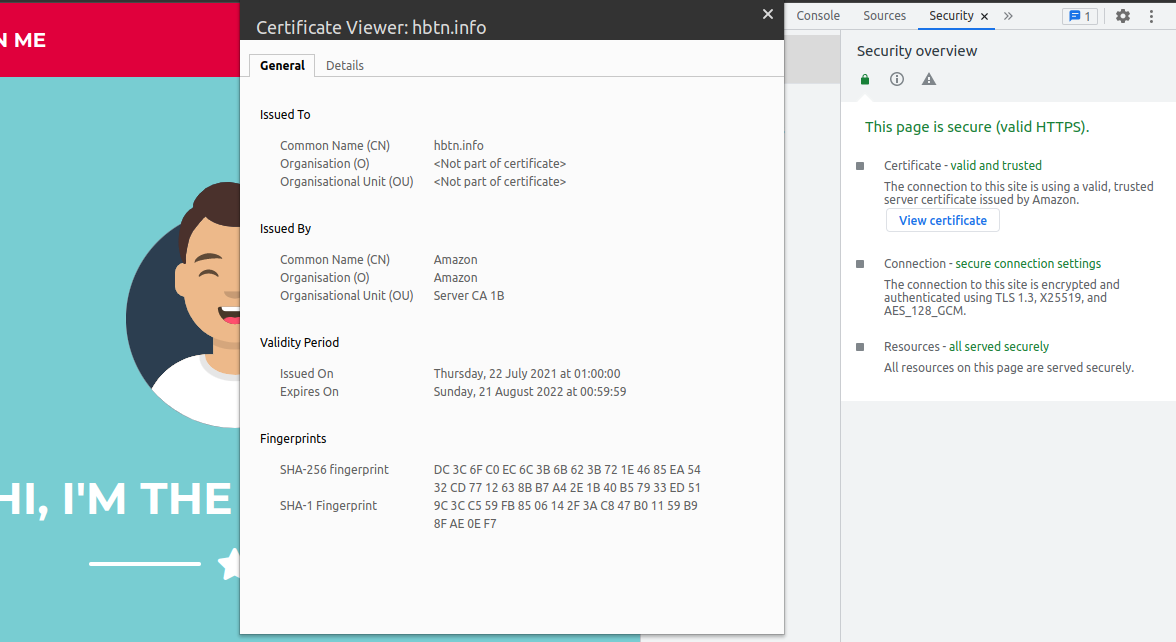 N ME
HI, I'M THE
Certificate Viewer: hbtn.info
General Details
Issued To
Common Name (CN) hbtn.info
Organisation (O) <Not part of certificate>
Organisational Unit (OU) <Not part of certificate>
Issued By
Common Name (CN) Amazon
Organisation (O) Amazon
Organisational Unit (OU) Server CA 1B
Validity Period
Issued On Thursday, 22 July 2021 at 01:00:00
Expires On Sunday, 21 August 2022 at 00:59:59
Fingerprints
SHA-256 fingerprint DC 3C 6F C0 EC 6C 3B 6B 62 3B 72 1E 46 85 EA 54
32 CD 77 12 63 8B B7 A4 2E 1B 40 B5 79 33 ED 51
SHA-1 Fingerprint 9C 3C C5 59 FB 85 06 14 2F 3A C8 47 B0 11 59 B9
8F AE 0E F7
Console Sources Security × » 1
Security overview
This page is secure (valid HTTPS).
Certificate - valid and trusted
The connection to this site is using a valid, trusted
server certificate issued by Amazon.
View certificate
Connection - secure connection settings
The connection to this site is encrypted and
authenticated using TLS 1.3, X25519, and
AES_128_GCM.
Resources - all served securely
All resources on this page are served securely.